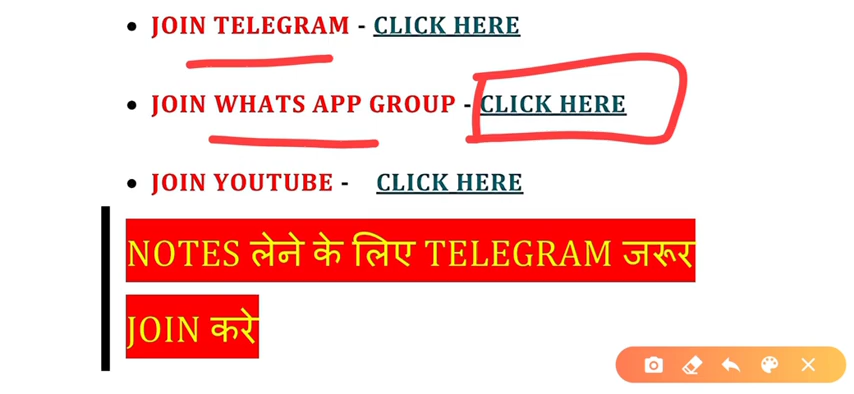 • JOIN TELEGRAM - CLICK HERE
• JOIN WHATS APP GROUP - CLICK HERE
• JOIN YOUTUBE - CLICK HERE
NOTES लेने के लिए TELEGRAM जरूर
JOIN करे